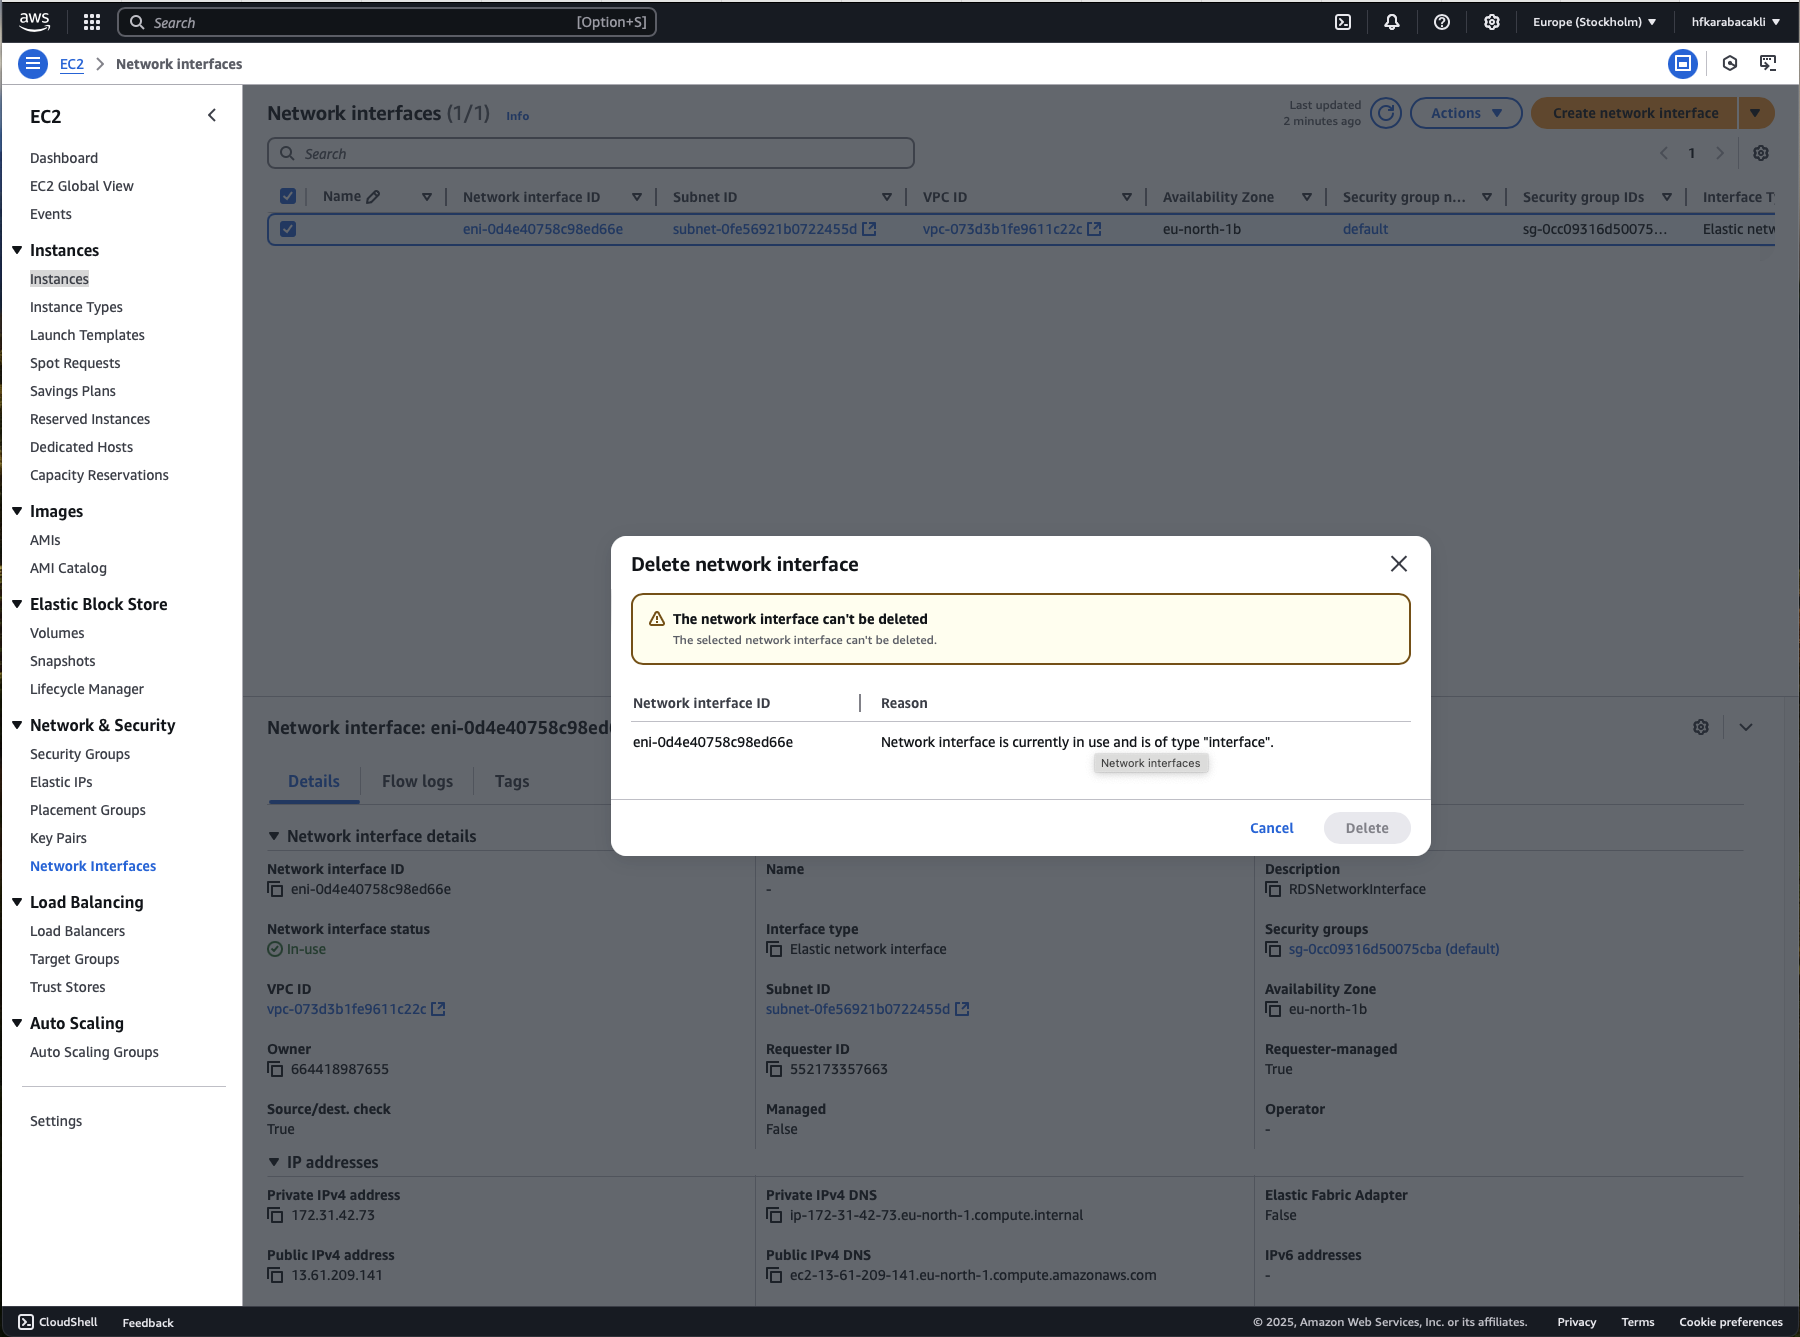 aws
Search
[Option+S]
Europe (Stockholm)
hfkarabacakli
EC2
Network interfaces
EC2
Dashboard
EC2 Global View
Events
Instances
Instances
Instance Types
Launch Templates
Spot Requests
Savings Plans
Reserved Instances
Dedicated Hosts
Capacity Reservations
Images
AMIs
AMI Catalog
Elastic Block Store
Volumes
Snapshots
Lifecycle Manager
Network & Security
Security Groups
Elastic IPs
Placement Groups
Key Pairs
Network Interfaces
Load Balancing
Load Balancers
Target Groups
Trust Stores
Auto Scaling
Auto Scaling Groups
Settings
Network interfaces (1/1) Info
Last updated
2 minutes ago
Actions
Create network interface
Search
1
Name Network interface ID Subnet ID VPC ID Availability Zone Security group n... Security group IDs Interface T
eni-0d4e40758c98ed66e subnet-0fe56921b0722455d vpc-073d3b1fe9611c22c eu-north-1b default sg-0cc09316d50075... Elastic netw
Delete network interface
The network interface can't be deleted
The selected network interface can't be deleted.
Network interface ID Reason
eni-0d4e40758c98ed66e Network interface is currently in use and is of type "interface".
Network interfaces
Cancel Delete
Network interface: eni-0d4e40758c98ed
Details Flow logs Tags
Network interface details
Network interface ID
eni-0d4e40758c98ed66e
Name
-
Description
RDSNetworkInterface
Network interface status
In-use
Interface type
Elastic network interface
Security groups
sg-0cc09316d50075cba (default)
VPC ID
vpc-073d3b1fe9611c22c
Subnet ID
subnet-0fe56921b0722455d
Availability Zone
eu-north-1b
Owner
664418987655
Requester ID
552173357663
Requester-managed
True
Source/dest. check
True
Managed
False
Operator
-
IP addresses
Private IPv4 address
172.31.42.73
Private IPv4 DNS
ip-172-31-42-73.eu-north-1.compute.internal
Elastic Fabric Adapter
False
Public IPv4 address
13.61.209.141
Public IPv4 DNS
ec2-13-61-209-141.eu-north-1.compute.amazonaws.com
IPv6 addresses
-
CloudShell Feedback
© 2025, Amazon Web Services, Inc. or its affiliates. Privacy Terms Cookie preferences